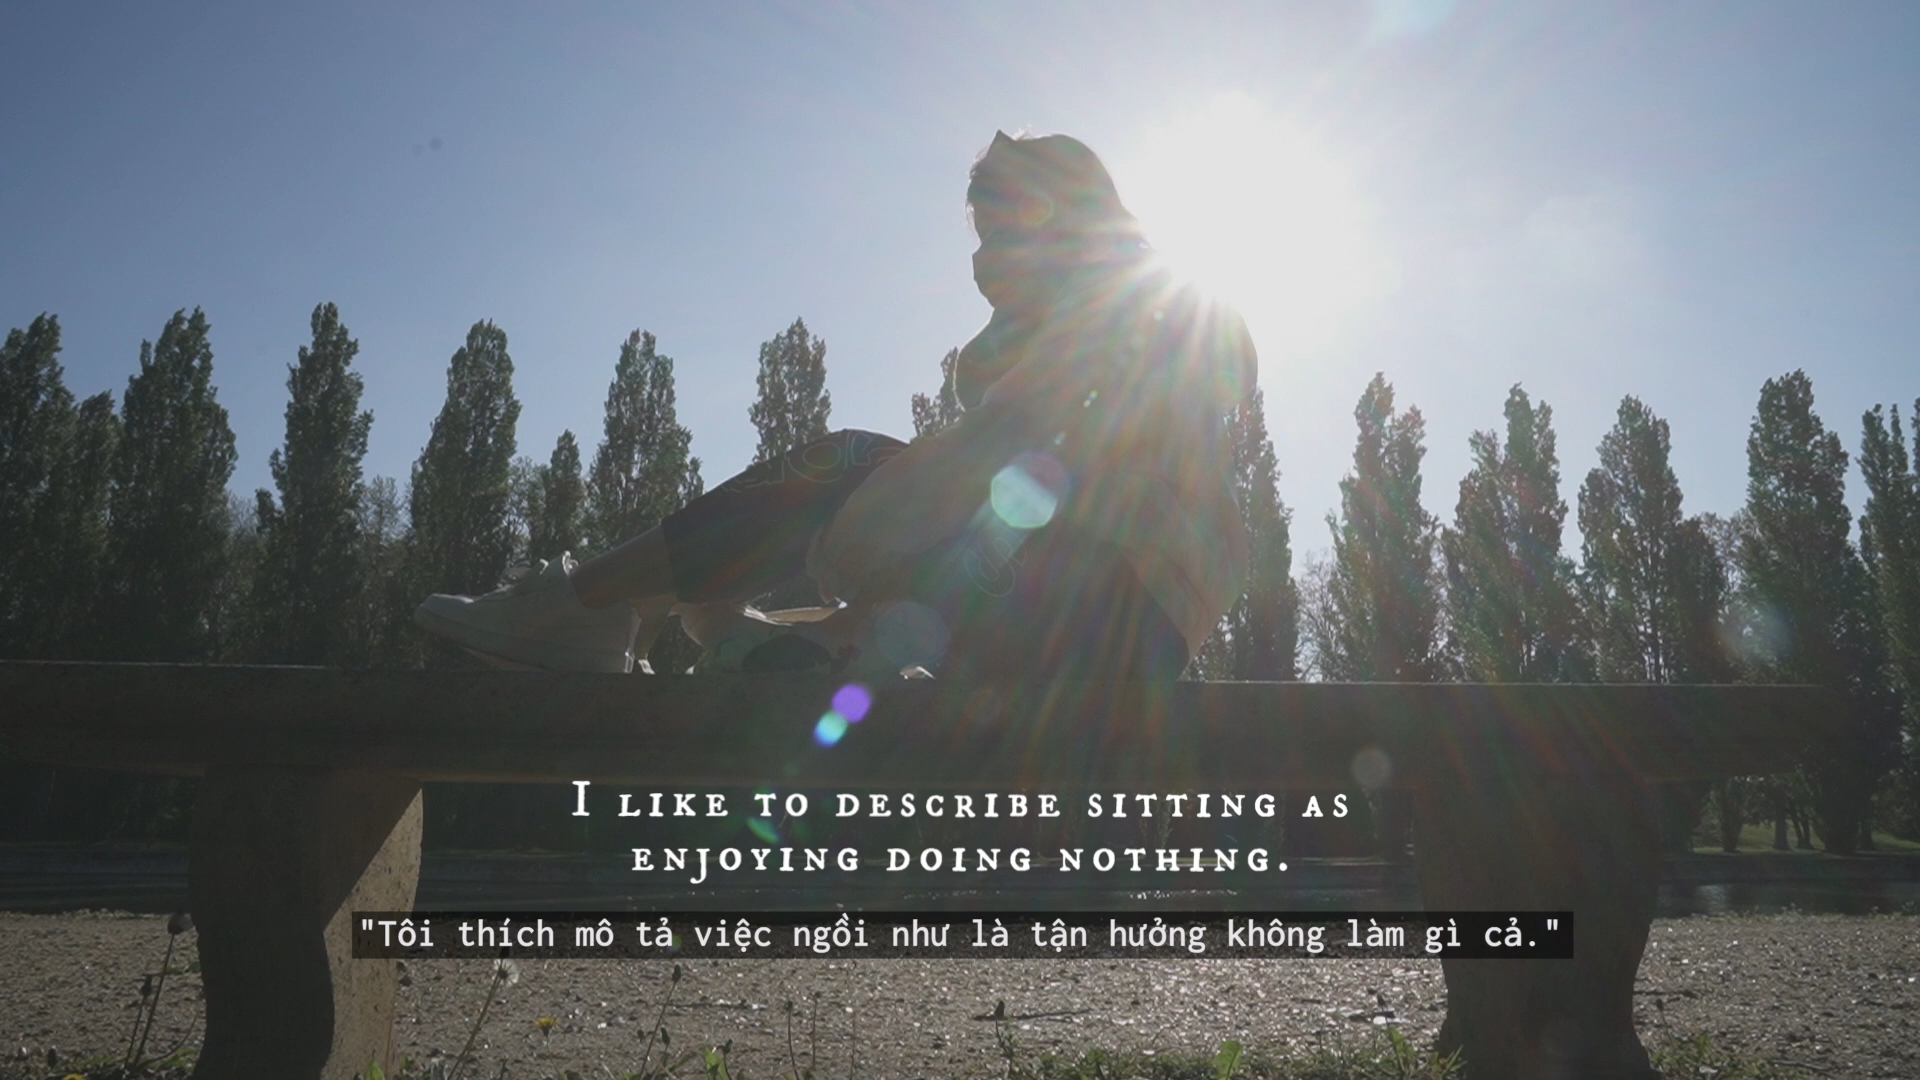 I LIKE TO DESCRIBE SITTING AS
ENJOYING DOING NOTHING.
"Tôi thích mô tả việc ngồi như là tận hưởng không làm gì cả."